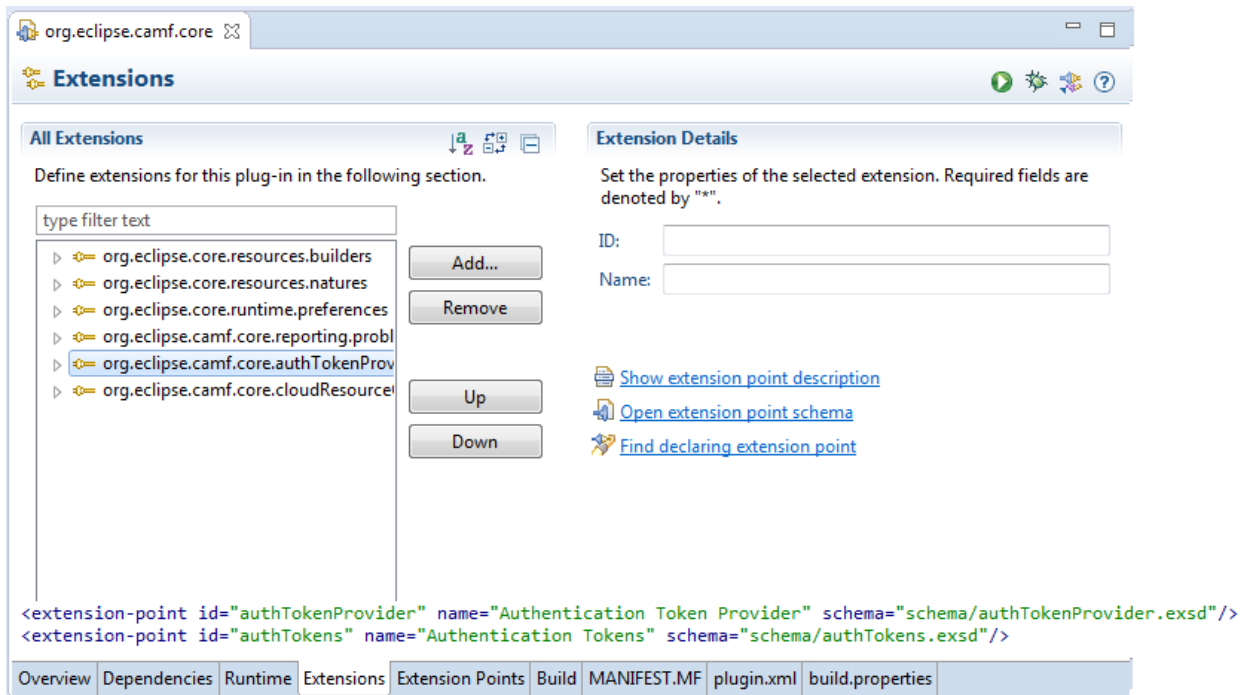 org.eclipse.camf.core
Extensions
All Extensions
Define extensions for this plug-in in the following section.
type filter text
org.eclipse.core.resources.builders
org.eclipse.core.resources.natures
org.eclipse.core.runtime.preferences
org.eclipse.camf.core.reporting.probl
org.eclipse.camf.core.authTokenProv
org.eclipse.camf.core.cloudResource
Add...
Remove
Up
Down
Extension Details
Set the properties of the selected extension. Required fields are
denoted by "*".
ID:
Name:
Show extension point description
Open extension point schema
Find declaring extension point
<extension-point id="authTokenProvider" name="Authentication Token Provider" schema="schema/authTokenProvider.exsd"/>
<extension-point id="authTokens" name="Authentication Tokens" schema="schema/authTokens.exsd"/>
Overview Dependencies Runtime Extensions Extension Points Build MANIFEST.MF plugin.xml build.properties